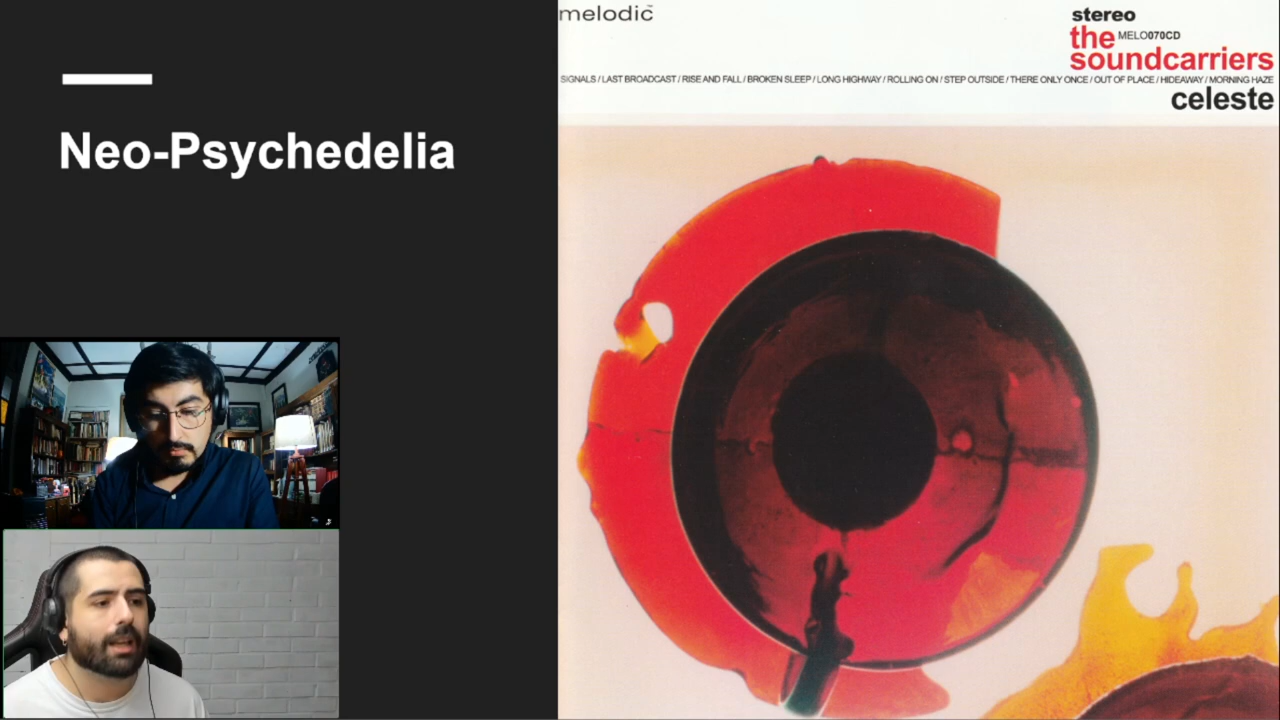 Neo-Psychedelia
melodic™
stereo
the MELO070CD
soundcarriers
SIGNALS / LAST BROADCAST / RISE AND FALL / BROKEN SLEEP / LONG HIGHWAY / ROLLING ON / STEP OUTSIDE / THERE ONLY ONCE / OUT OF PLACE / HIDEAWAY / MORNING HAZE
celeste